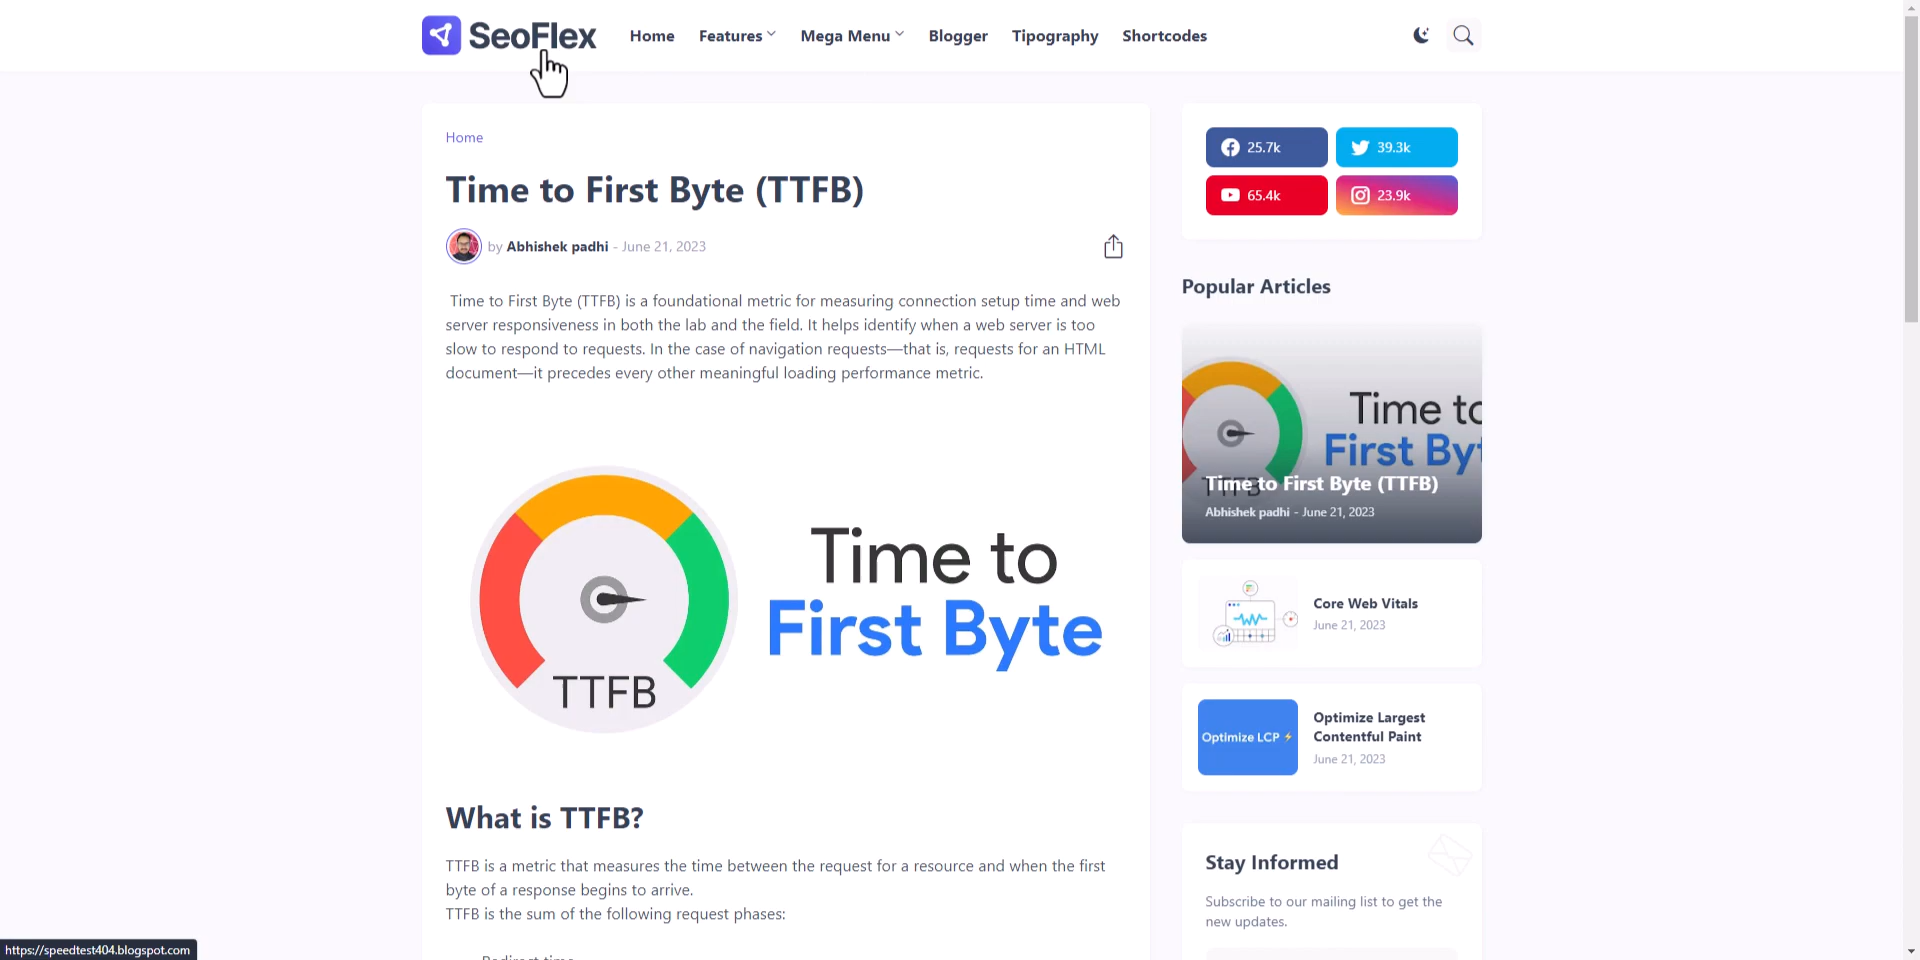 SeoFlex
Home
Features
Mega Menu
Blogger
Tipography
Shortcodes
Home
Time to First Byte (TTFB)
by Abhishek padhi - June 21, 2023
Time to First Byte (TTFB) is a foundational metric for measuring connection setup time and web
server responsiveness in both the lab and the field. It helps identify when a web server is too
slow to respond to requests. In the case of navigation requests—that is, requests for an HTML
document—it precedes every other meaningful loading performance metric.
TTFB
Time to
First Byte
What is TTFB?
TTFB is a metric that measures the time between the request for a resource and when the first
byte of a response begins to arrive.
TTFB is the sum of the following request phases:
Redirect time
25.7k
39.3k
65.4k
23.9k
Popular Articles
Time to
First Byt
TTFB
Time to First Byte (TTFB)
Abhishek padhi - June 21, 2023
Core Web Vitals
June 21, 2023
Optimize LCP
Optimize Largest
Contentful Paint
June 21, 2023
Stay Informed
Subscribe to our mailing list to get the
new updates.
https://speedtest404.blogspot.com